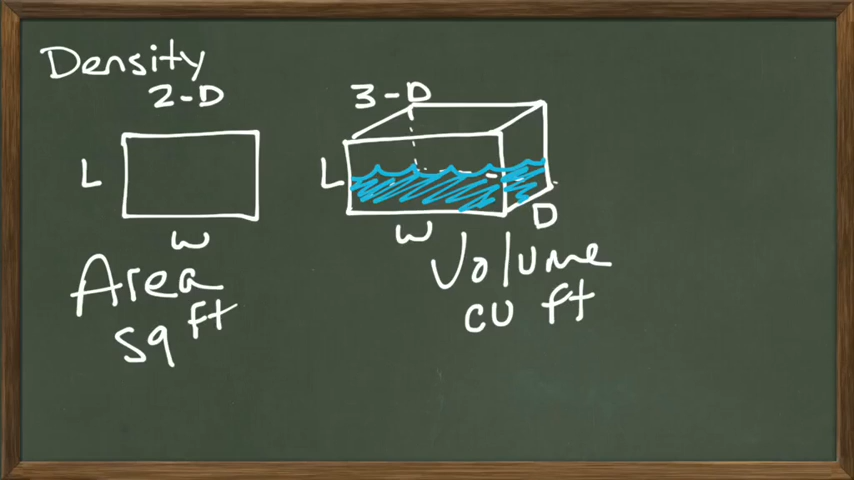 Density
2-D
L
W
Area
sq ft
3-D
L
W
D
Volume
cu ft